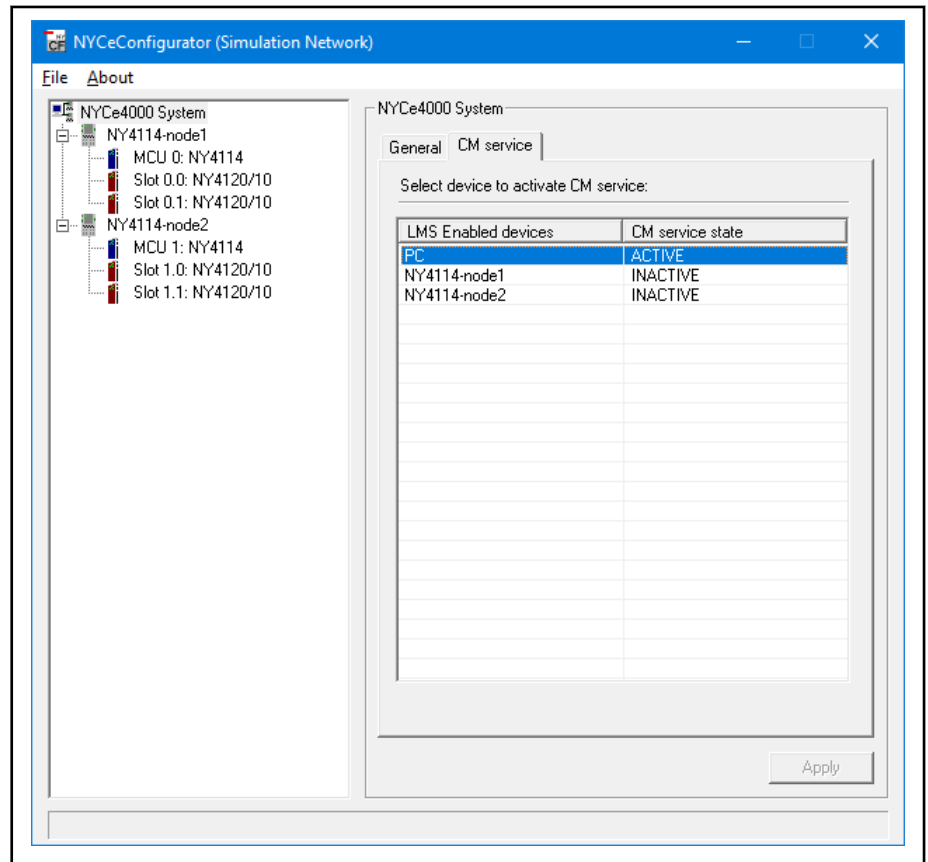 NYCeConfigurator (Simulation Network)
File About
NYCe4000 System
NY4114-node1
MCU 0: NY4114
Slot 0.0: NY4120/10
Slot 0.1: NY4120/10
NY4114-node2
MCU 1: NY4114
Slot 1.0: NY4120/10
Slot 1.1: NY4120/10
NYCe4000 System
General CM service
Select device to activate CM service:
LMS Enabled devices CM service state
PC ACTIVE
NY4114-node1 INACTIVE
NY4114-node2 INACTIVE
Apply